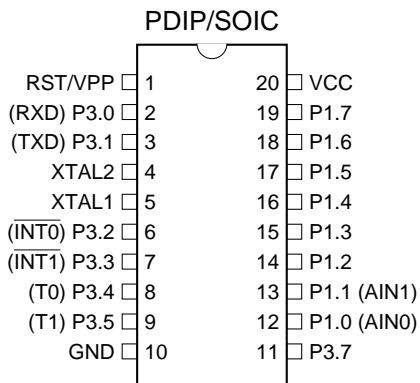 PDIP/SOIC
RST/VPP 1 20 VCC
(RXD) P3.0 2 19 P1.7
(TXD) P3.1 3 18 P1.6
XTAL2 4 17 P1.5
XTAL1 5 16 P1.4
(INT0) P3.2 6 15 P1.3
(INT1) P3.3 7 14 P1.2
(T0) P3.4 8 13 P1.1 (AIN1)
(T1) P3.5 9 12 P1.0 (AIN0)
GND 10 11 P3.7